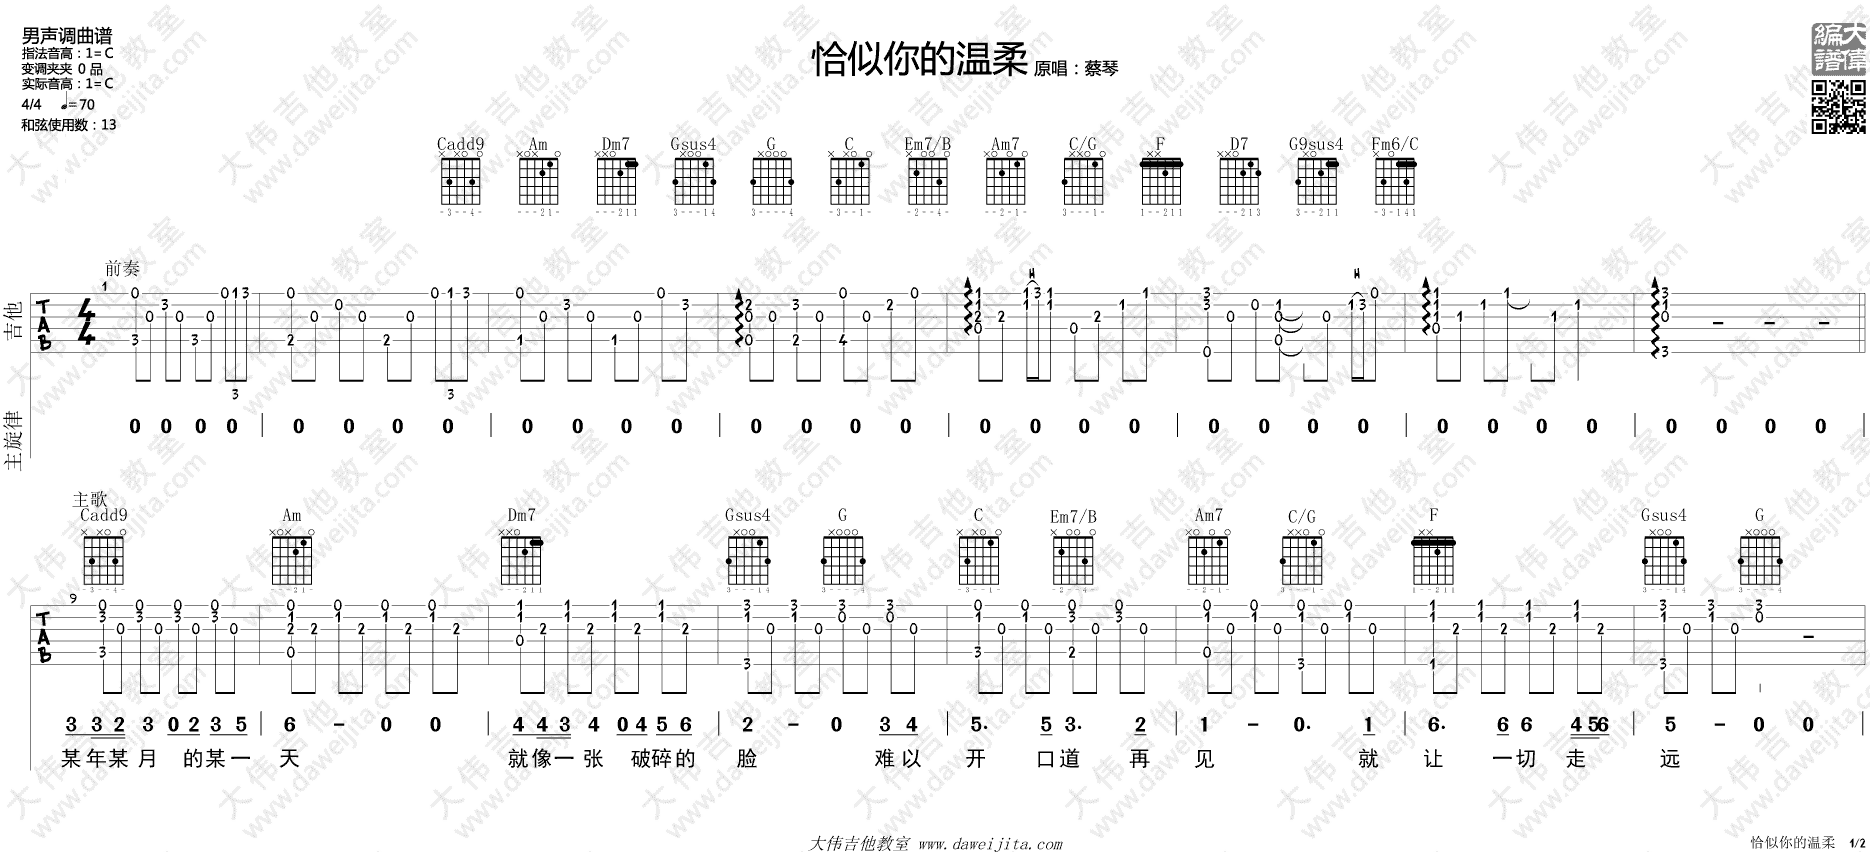 男声调曲谱
指法音高：1=C
变调夹夹 0 品
实际音高：1=C
4/4 ♩=70
和弦使用数：13
恰似你的温柔 原唱：蔡琴
大偉
編譜
Cadd9 Am Dm7 Gsus4 G C Em7/B Am7 C/G F D7 G9sus4 Fm6/C
前奏
1
吉他
TAB
4/4
主旋律
0 0 0 0 | 0 0 0 0 | 0 0 0 0 | 0 0 0 0 | 0 0 0 0 | 0 0 0 0 | 0 0 0 0 | 0 0 0 0 |
主歌
Cadd9 Am Dm7 Gsus4 G C Em7/B Am7 C/G F Gsus4 G
9
TAB
3 3 2 3 0 2 3 5 | 6 - 0 0 | 4 4 3 4 0 4 5 6 | 2 - 0 3 4 | 5. 5 3. 2 | 1 - 0. 1 | 6. 6 6 4 5 6 | 5 - 0 0 |
某年某月 的某一 天 就像一张 破碎的 脸 难以 开 口道 再 见 就 让 一切 走 远
大伟吉他教室 www.daweijita.com
恰似你的温柔 1/2